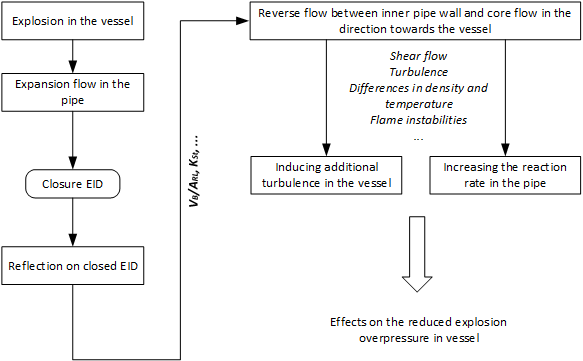 Explosion in the vessel
Expansion flow in the
pipe
Closure EID
Reflection on closed EID
V_B/A_RL, K_St, ...
Reverse flow between inner pipe wall and core flow in the
direction towards the vessel
Shear flow
Turbulence
Differences in density and
temperature
Flame instabilities
...
Inducing additional
turbulence in the vessel
Increasing the reaction
rate in the pipe
Effects on the reduced explosion
overpressure in vessel